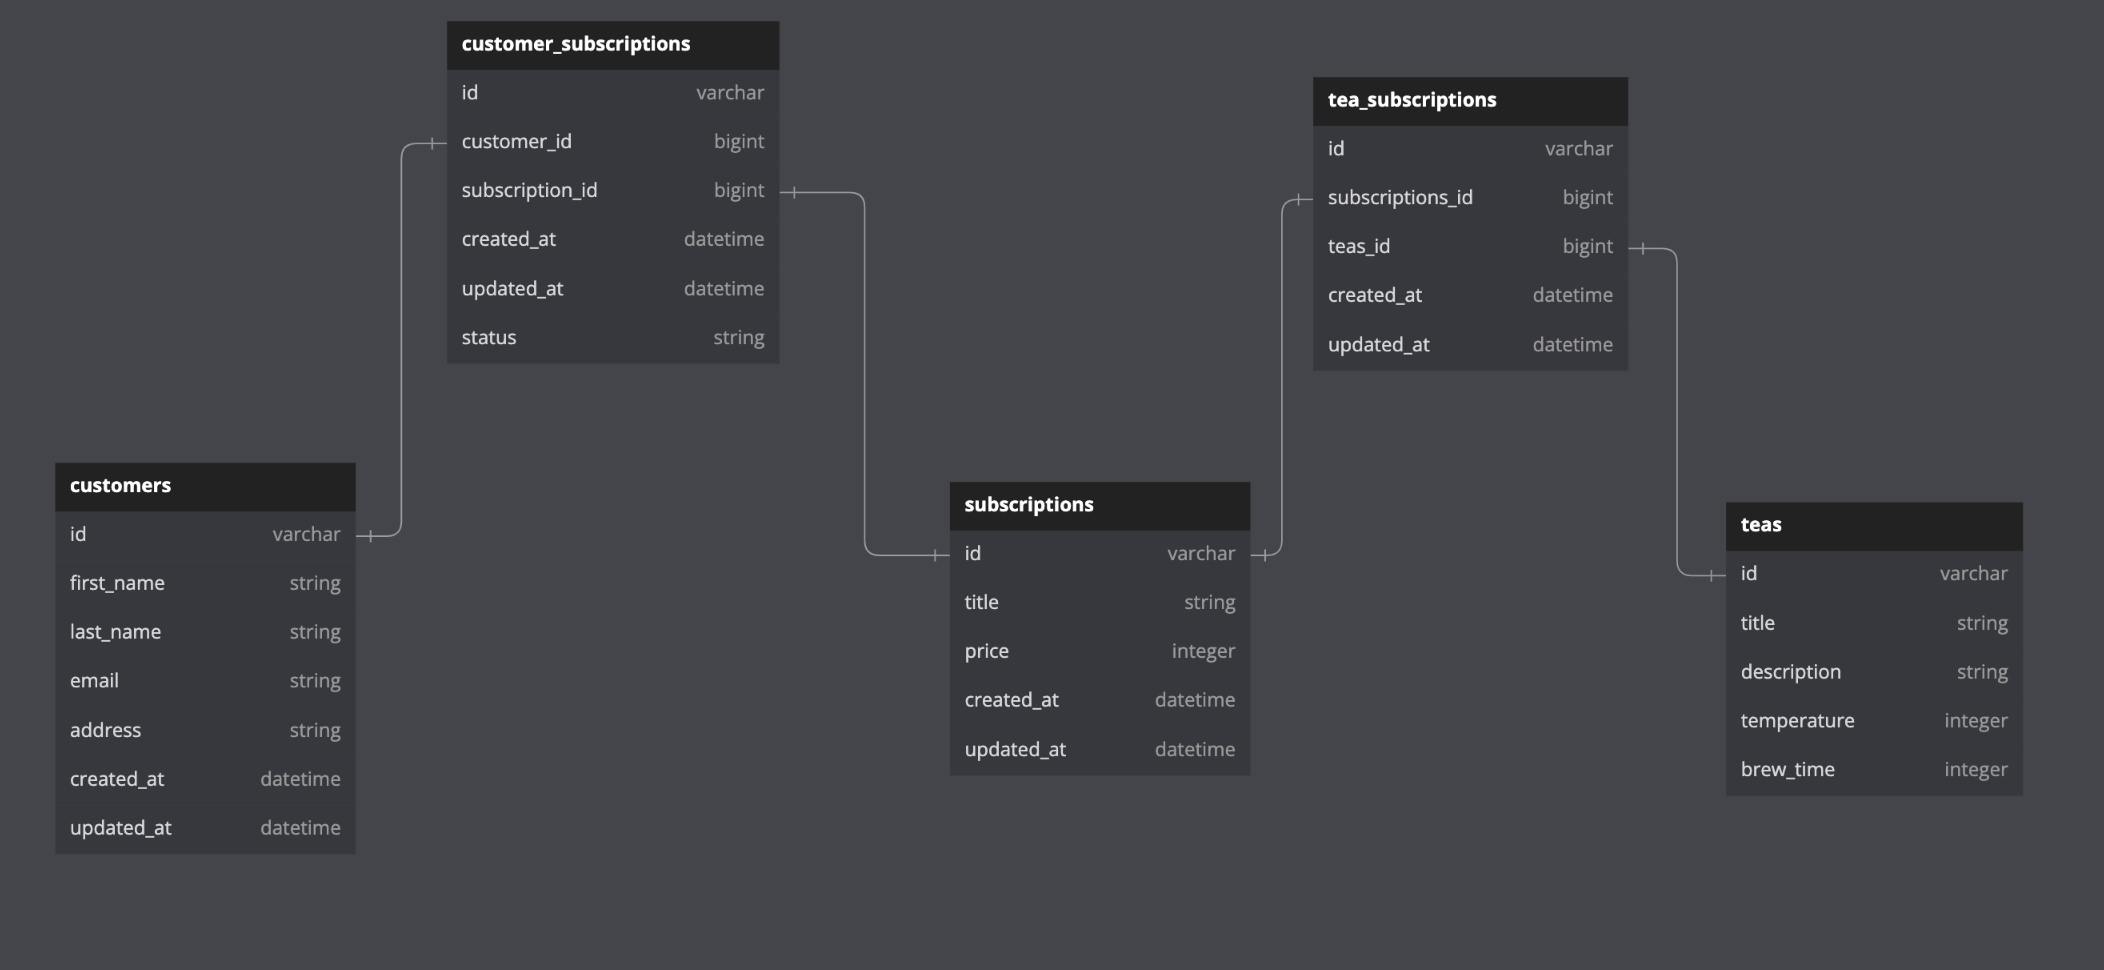 customer_subscriptions
id varchar
customer_id bigint
subscription_id bigint
created_at datetime
updated_at datetime
status string
tea_subscriptions
id varchar
subscriptions_id bigint
teas_id bigint
created_at datetime
updated_at datetime
customers
id varchar
first_name string
last_name string
email string
address string
created_at datetime
updated_at datetime
subscriptions
id varchar
title string
price integer
created_at datetime
updated_at datetime
teas
id varchar
title string
description string
temperature integer
brew_time integer